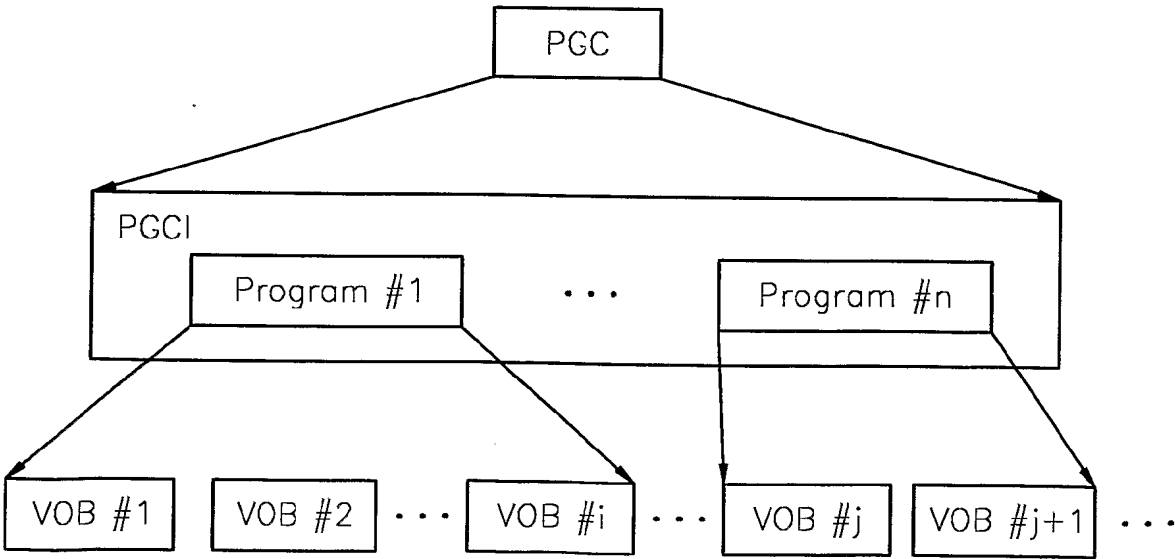 PGC
PGCI
Program #1 ... Program #n
VOB #1 VOB #2 ... VOB #i ... VOB #j VOB #j+1 ...